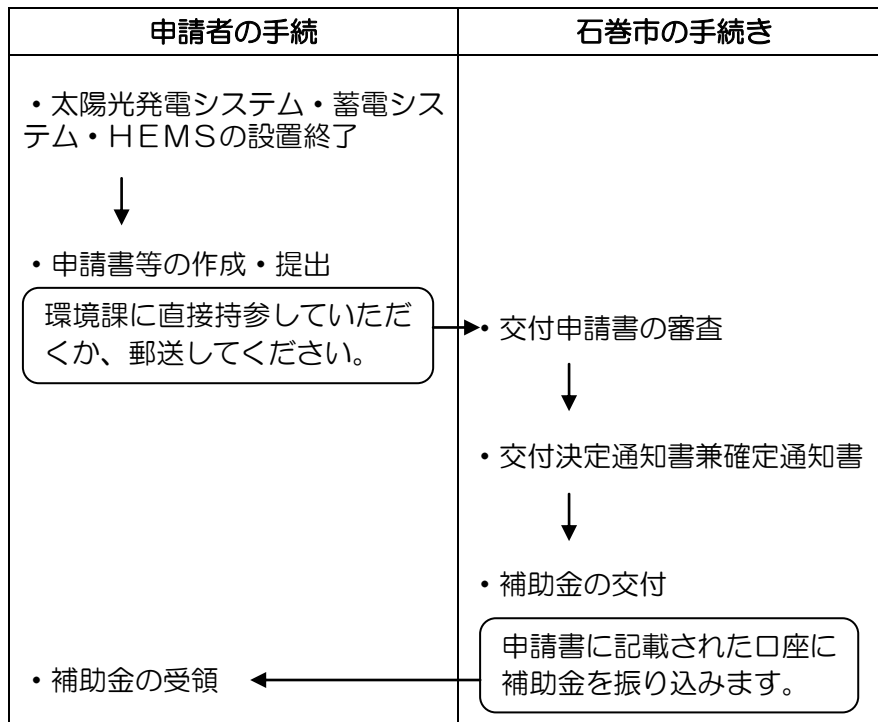 申請者の手続
石巻市の手続き
・太陽光発電システム・蓄電シス
テム・ＨＥＭＳの設置終了
・申請書等の作成・提出
環境課に直接持参していただ
くか、郵送してください。
・交付申請書の審査
・交付決定通知書兼確定通知書
・補助金の交付
申請書に記載された口座に
補助金を振り込みます。
・補助金の受領